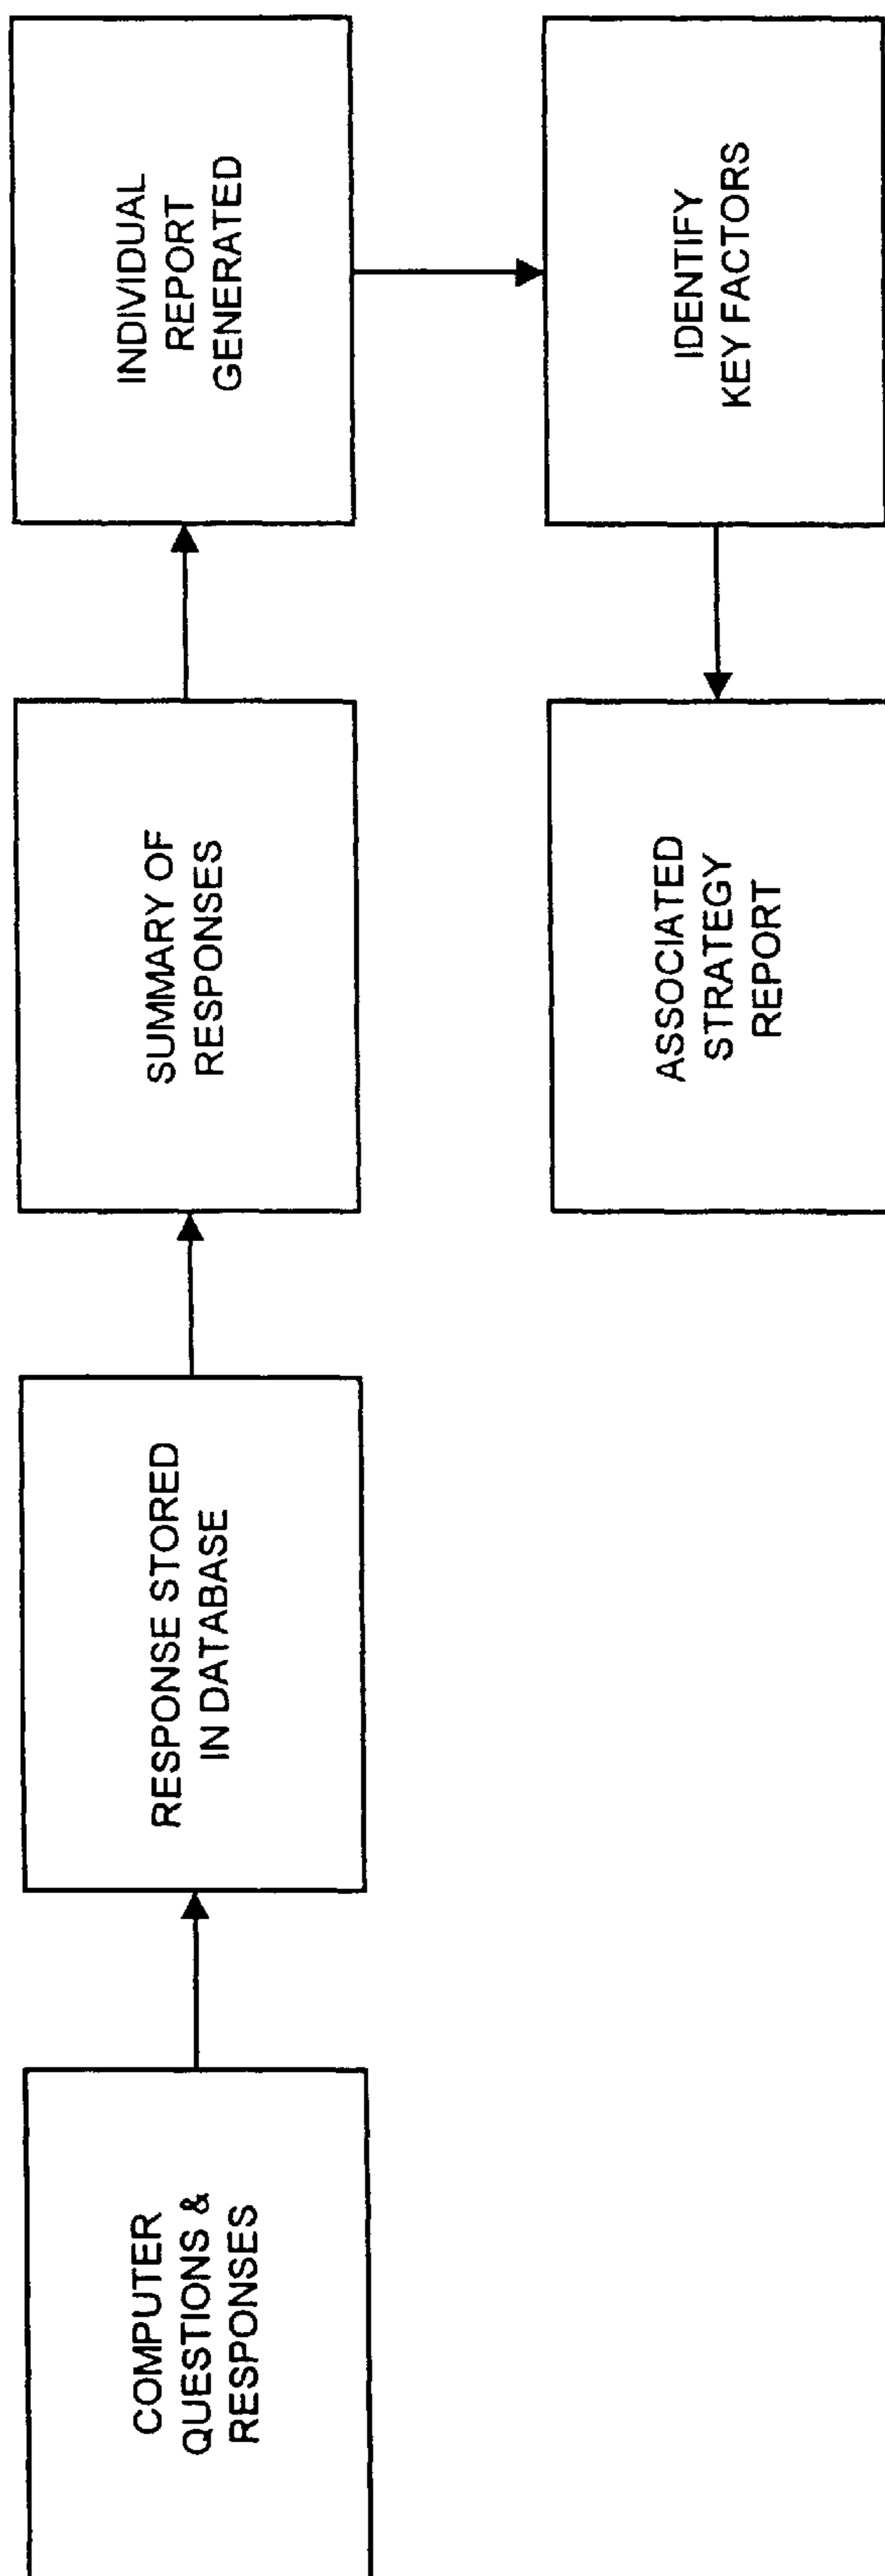 COMPUTER
QUESTIONS &
RESPONSES
RESPONSE STORED
IN DATABASE
SUMMARY OF
RESPONSES
INDIVIDUAL
REPORT
GENERATED
IDENTIFY
KEY FACTORS
ASSOCIATED
STRATEGY
REPORT